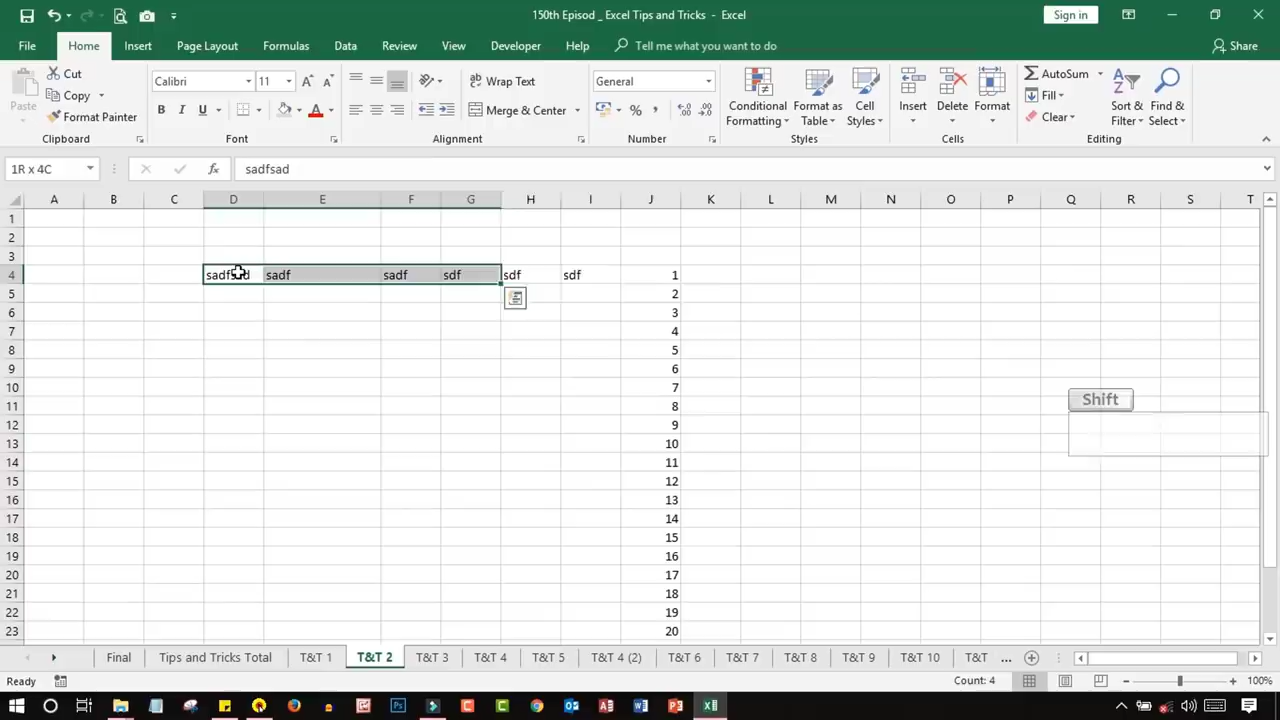 150th Episod _ Excel Tips and Tricks - Excel
Sign in
File Home Insert Page Layout Formulas Data Review View Developer Help Tell me what you want to do Share
Paste
Cut
Copy
Format Painter
Clipboard
Calibri 11
B I U
Font
Wrap Text
Merge & Center
Alignment
General
%
Number
Conditional Formatting
Format as Table
Cell Styles
Styles
Insert
Delete
Format
Cells
AutoSum
Fill
Clear
Sort & Filter
Find & Select
Editing
1R x 4C fx sadfsad
A B C D E F G H I J K L M N O P Q R S T
1
2
3
4 sadfsad sadf sadf sdf sdf sdf 1
5 2
6 3
7 4
8 5
9 6
10 7
11 8
Shift
12 9
13 10
14 11
15 12
16 13
17 14
18 15
19 16
20 17
21 18
22 19
23 20
Final Tips and Tricks Total T&T 1 T&T 2 T&T 3 T&T 4 T&T 5 T&T 4 (2) T&T 6 T&T 7 T&T 8 T&T 9 T&T 10 T&T ...
Ready Count: 4 100%